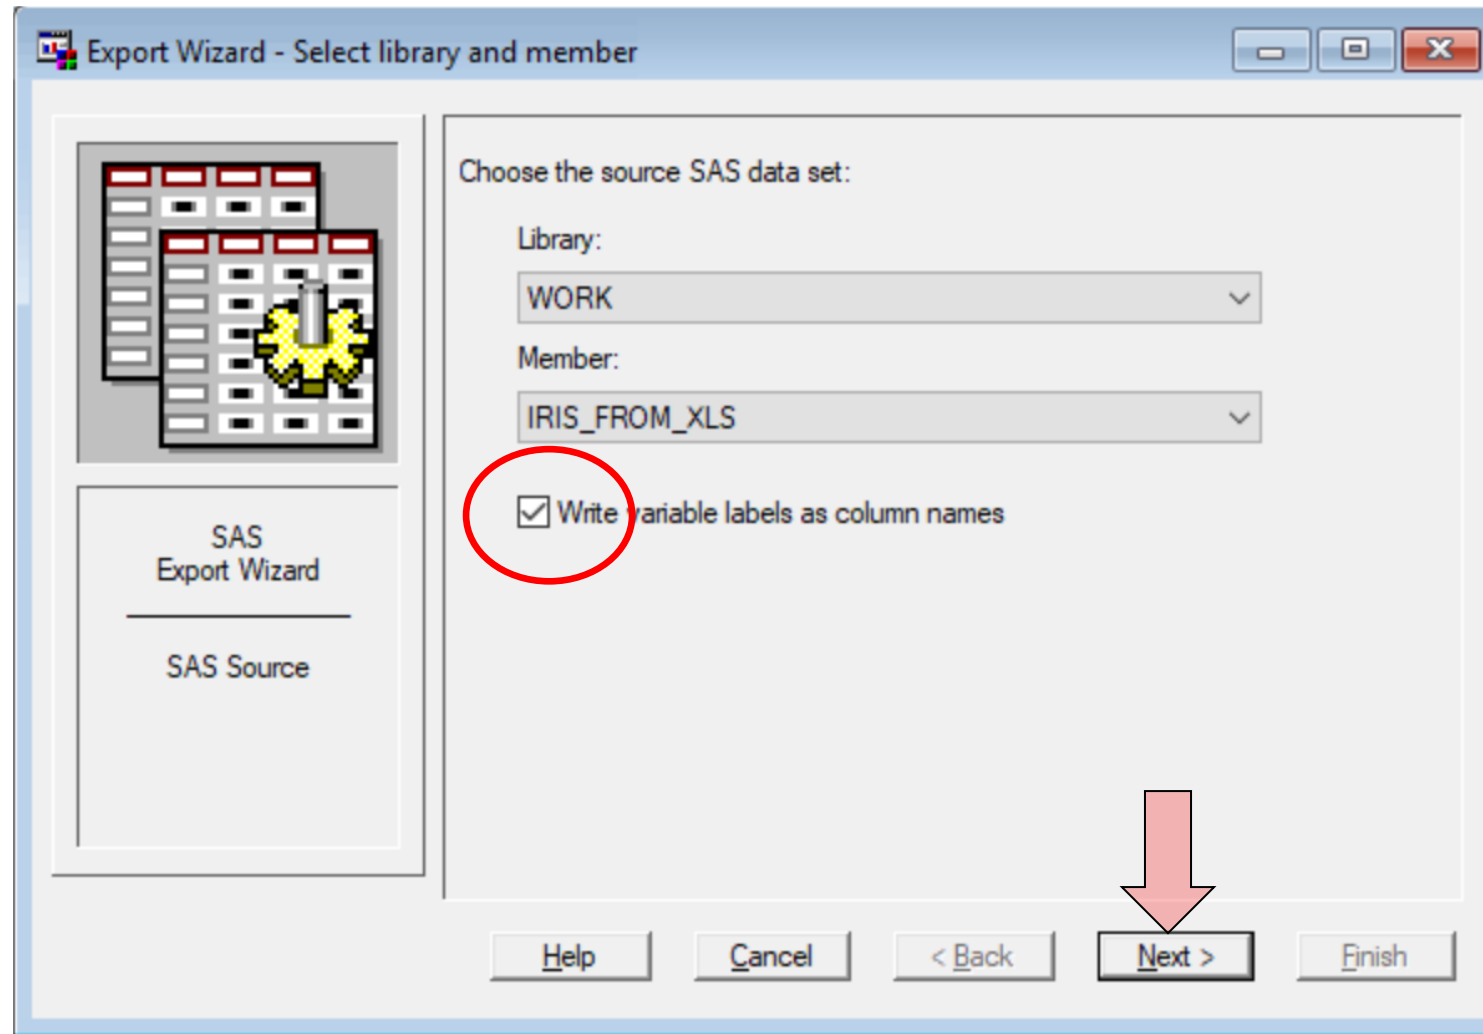 Export Wizard - Select library and member
Choose the source SAS data set:
Library:
WORK
Member:
IRIS_FROM_XLS
Write variable labels as column names
SAS
Export Wizard
SAS Source
Help
Cancel
< Back
Next >
Finish